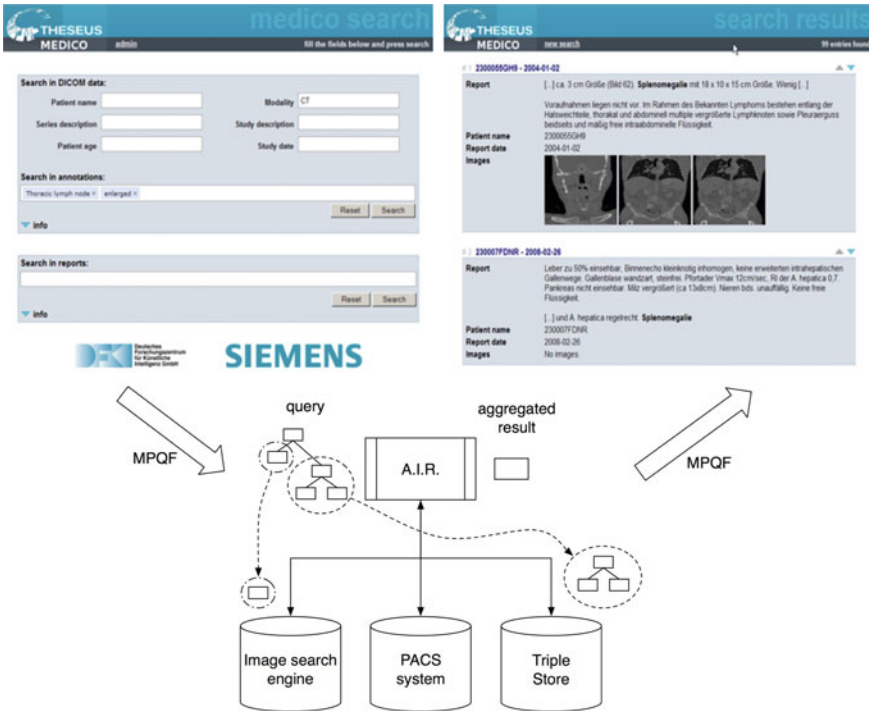 THESEUS
MEDICO
medico search
admin
fill the fields below and press search
Search in DICOM data:
Patient name
Modality CT
Series description
Study description
Patient age
Study date
Search in annotations:
Thoracic lymph node × enlarged ×
Reset Search
info
Search in reports:
Reset Search
info
Deutsches
Forschungszentrum
für Künstliche
Intelligenz GmbH
SIEMENS
THESEUS
MEDICO
search results
new search
99 entries found
# 1 2300055GH9 - 2004-01-02
Report [...] ca. 3 cm Größe (Bild 62). Splenomegalie mit 18 x 10 x 15 cm Größe. Wenig [...]
Voraufnahmen liegen nicht vor. Im Rahmen des Bekannten Lymphoms bestehen entlang der
Halsweichteile, thorakal und abdominell multiple vergrößerte Lymphknoten sowie Pleuraerguss
beidseits und mäßig freie intraabdominelle Flüssigkeit.
Patient name 2300055GH9
Report date 2004-01-02
Images
# 2 230007FDNR - 2008-02-26
Report Leber zu 50% einsehbar, Binnenecho kleinknotig inhomogen, keine erweiterten intrahepatischen
Gallenwege. Gallenblase wandzart, steinfrei. Pfortader Vmax 12cm/sec, RI der A. hepatica 0,7.
Pankreas nicht einsehbar. Milz vergrößert (ca 13x8cm). Nieren bds. unauffällig. Keine freie
Flüssigkeit.
[...] und A. hepatica regelrecht. Splenomegalie
Patient name 230007FDNR
Report date 2008-02-26
Images No images
MPQF
query
A.I.R.
aggregated
result
MPQF
Image search
engine
PACS
system
Triple
Store